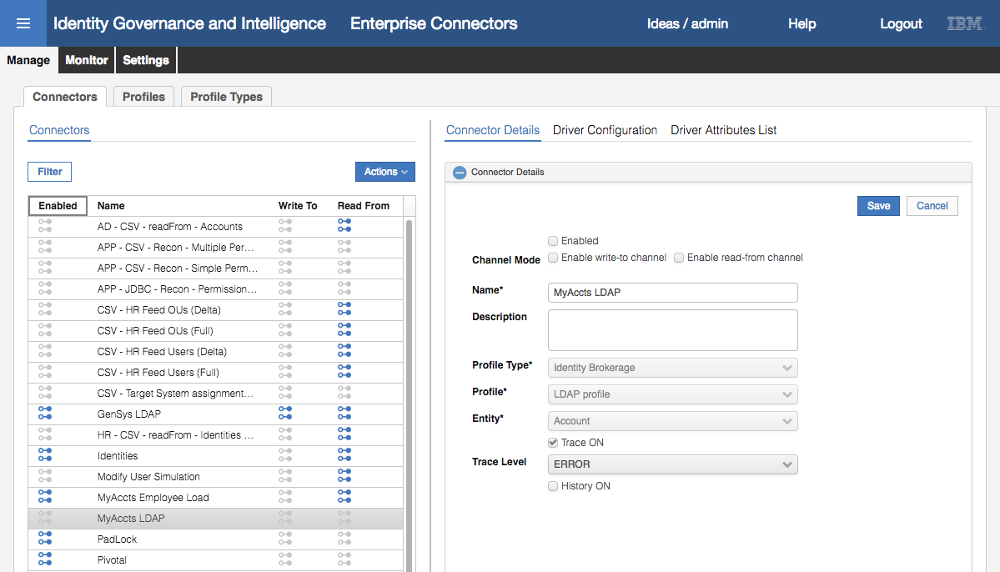 Identity Governance and Intelligence Enterprise Connectors Ideas / admin Help Logout IBM
Manage Monitor Settings
Connectors Profiles Profile Types
Connectors
Filter
Actions
Enabled Name Write To Read From
AD - CSV - readFrom - Accounts
APP - CSV - Recon - Multiple Per...
APP - CSV - Recon - Simple Perm...
APP - JDBC - Recon - Permission...
CSV - HR Feed OUs (Delta)
CSV - HR Feed OUs (Full)
CSV - HR Feed Users (Delta)
CSV - HR Feed Users (Full)
CSV - Target System assignment...
GenSys LDAP
HR - CSV - readFrom - Identities ...
Identities
Modify User Simulation
MyAccts Employee Load
MyAccts LDAP
PadLock
Pivotal
Connector Details Driver Configuration Driver Attributes List
Connector Details
Save Cancel
Enabled
Channel Mode Enable write-to channel Enable read-from channel
Name* MyAccts LDAP
Description
Profile Type* Identity Brokerage
Profile* LDAP profile
Entity* Account
Trace ON
Trace Level ERROR
History ON